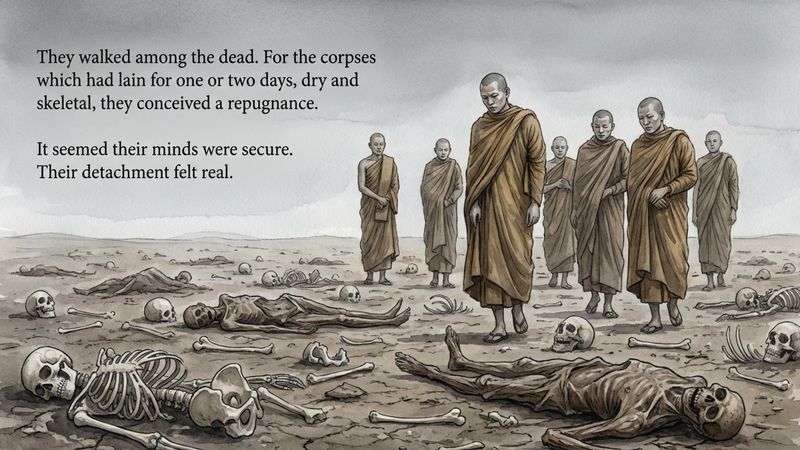 They walked among the dead. For the corpses
which had lain for one or two days, dry and
skeletal, they conceived a repugnance.
It seemed their minds were secure.
Their detachment felt real.